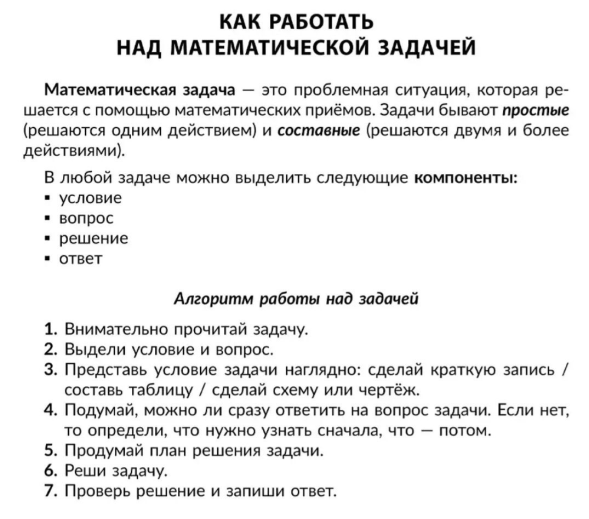 КАК РАБОТАТЬ
НАД МАТЕМАТИЧЕСКОЙ ЗАДАЧЕЙ
Математическая задача — это проблемная ситуация, которая ре-
шается с помощью математических приёмов. Задачи бывают простые
(решаются одним действием) и составные (решаются двумя и более
действиями).
В любой задаче можно выделить следующие компоненты:
▪ условие
▪ вопрос
▪ решение
▪ ответ
Алгоритм работы над задачей
1. Внимательно прочитай задачу.
2. Выдели условие и вопрос.
3. Представь условие задачи наглядно: сделай краткую запись /
составь таблицу / сделай схему или чертёж.
4. Подумай, можно ли сразу ответить на вопрос задачи. Если нет,
то определи, что нужно узнать сначала, что — потом.
5. Продумай план решения задачи.
6. Реши задачу.
7. Проверь решение и запиши ответ.